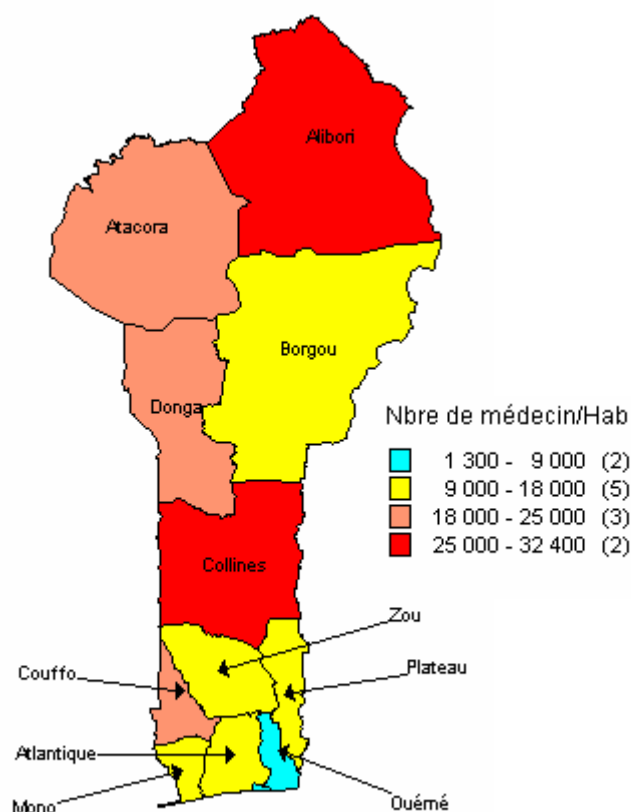 Alibori
Atacora
Borgou
Donga
Nbre de médecin/Hab
1 300 - 9 000 (2)
9 000 - 18 000 (5)
18 000 - 25 000 (3)
25 000 - 32 400 (2)
Collines
Zou
Couffo
Plateau
Atlantique
Mono
Ouémé